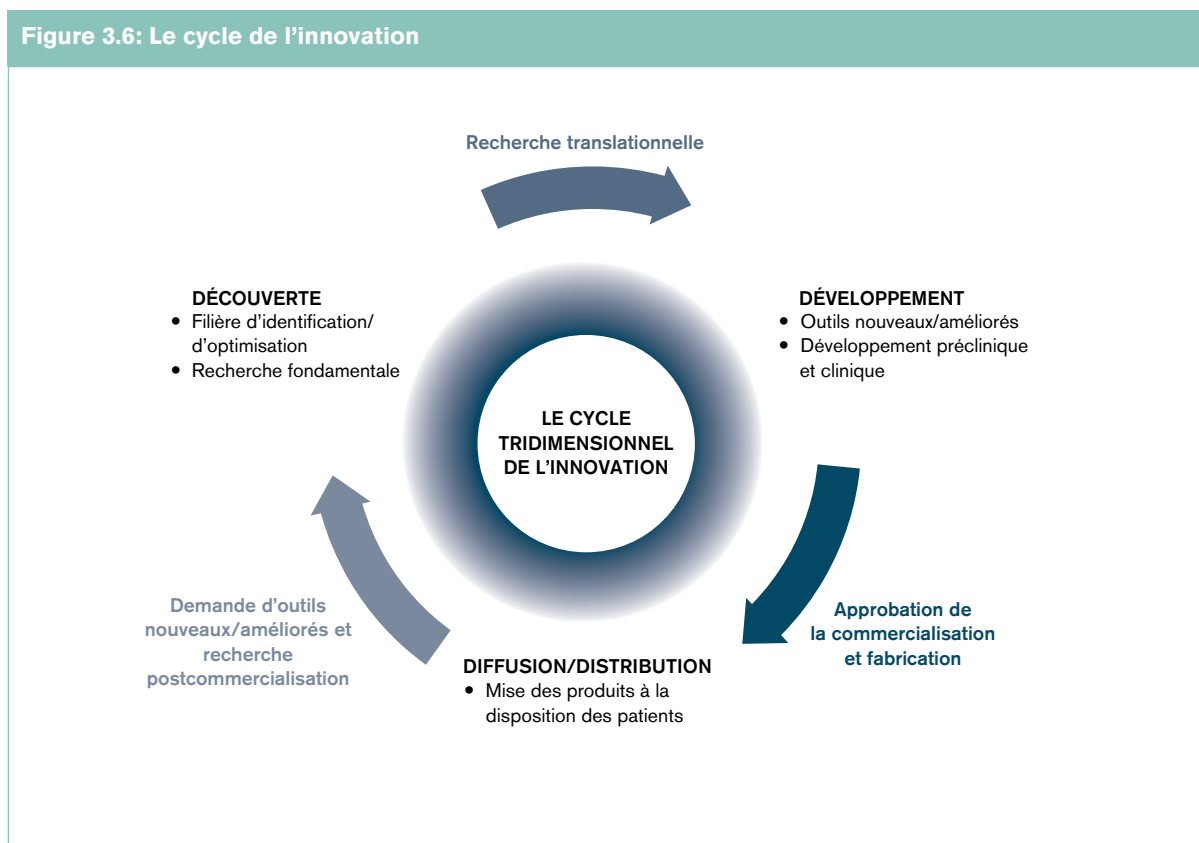 Figure 3.6: Le cycle de l’innovation
Recherche translationnelle
DÉCOUVERTE
• Filière d’identification/
d’optimisation
• Recherche fondamentale
DÉVELOPPEMENT
• Outils nouveaux/améliorés
• Développement préclinique
et clinique
LE CYCLE
TRIDIMENSIONNEL
DE L’INNOVATION
Demande d’outils
nouveaux/améliorés et
recherche
postcommercialisation
Approbation de
la commercialisation
et fabrication
DIFFUSION/DISTRIBUTION
• Mise des produits à la
disposition des patients